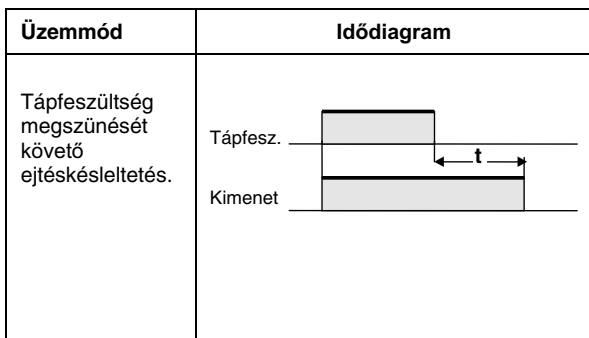 Üzemmód
Idődiagram
Tápfeszültség
megszünését
követő
ejtéskésleltetés.
Tápfesz.
t
Kimenet